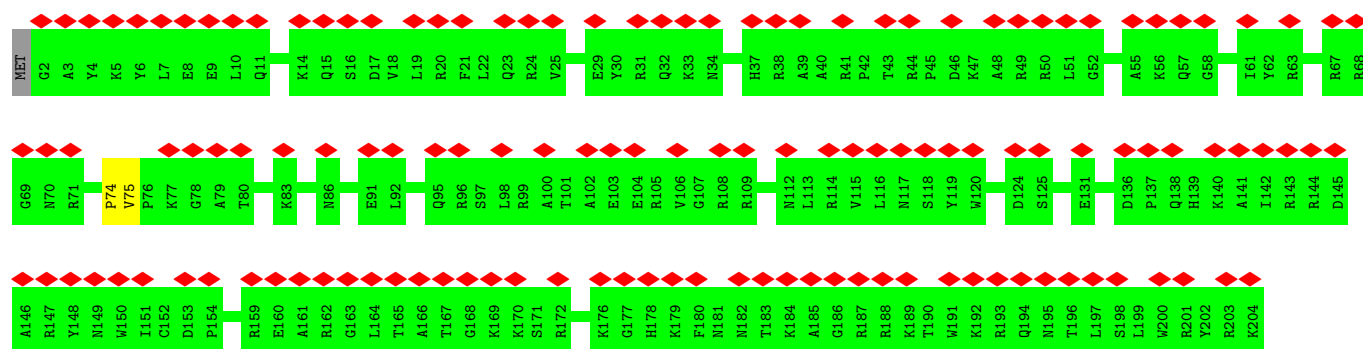 MET G2 A3 Y4 K5 Y6 L7 E8 E9 L10 Q11 K14 Q15 S16 D17 V18 L19 R20 F21 L22 Q23 R24 V25 E29 Y30 R31 Q32 K33 N34 H37 R38 A39 A40 R41 P42 T43 R44 P45 D46 K47 A48 R49 R50 L51 G52 A55 K56 Q57 G58 I61 Y62 R63 R67 R68
G69 N70 R71 P74 V75 P76 K77 G78 A79 T80 K83 N86 E91 L92 Q95 R96 S97 L98 R99 A100 T101 A102 E103 E104 R105 V106 G107 R108 R109 N112 L113 R114 V115 L116 N117 S118 Y119 W120 D124 S125 E131 D136 P137 Q138 H139 K140 A141 I142 R143 R144 D145
A146 R147 Y148 N149 W150 I151 C152 D153 P154 R159 E160 A161 R162 G163 L164 T165 A166 T167 G168 K169 K170 S171 R172 K176 G177 H178 K179 F180 N181 N182 T183 K184 A185 G186 R187 R188 K189 T190 W191 K192 R193 Q194 N195 T196 L197 S198 L199 W200 R201 Y202 R203 K204